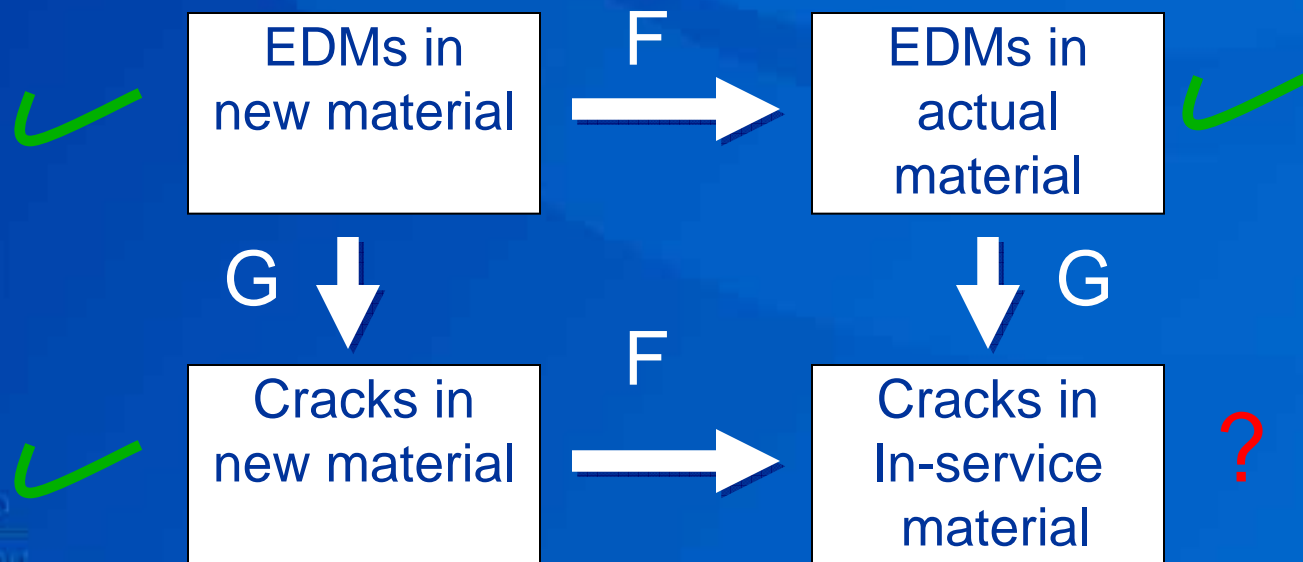 EDMs in
new material
F
EDMs in
actual
material
G
G
Cracks in
new material
F
Cracks in
In-service
material
?